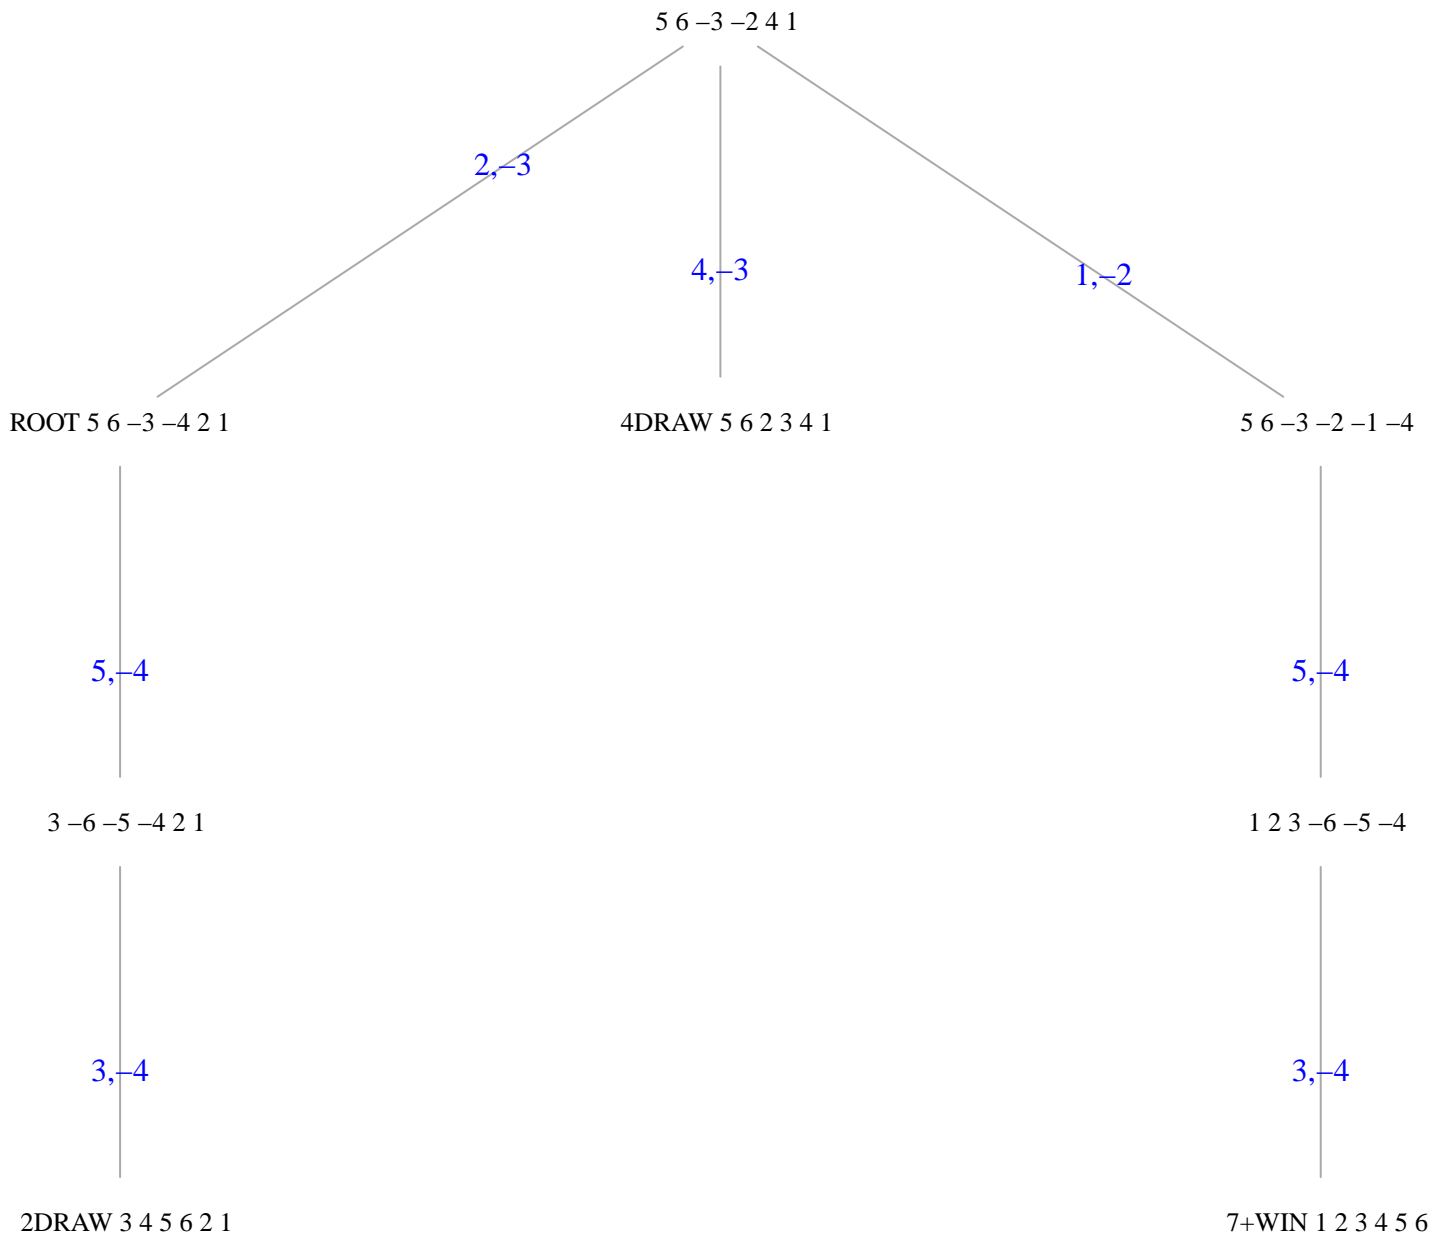 5 6 –3 –2 4 1
2,–3
4,–3
1,–2
ROOT 5 6 –3 –4 2 1
4DRAW 5 6 2 3 4 1
5 6 –3 –2 –1 –4
5,–4
5,–4
3 –6 –5 –4 2 1
1 2 3 –6 –5 –4
3,–4
3,–4
2DRAW 3 4 5 6 2 1
7+WIN 1 2 3 4 5 6